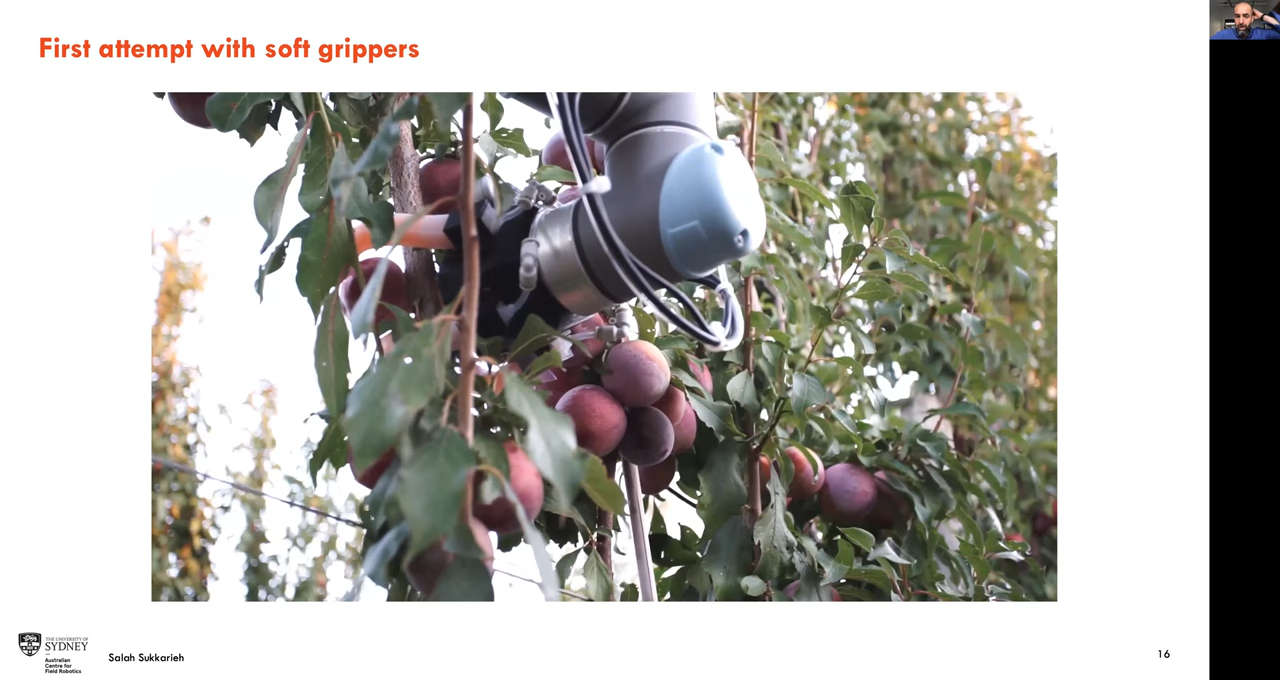 First attempt with soft grippers
THE UNIVERSITY OF
SYDNEY
Australian
Centre for
Field Robotics
Salah Sukkarieh
16